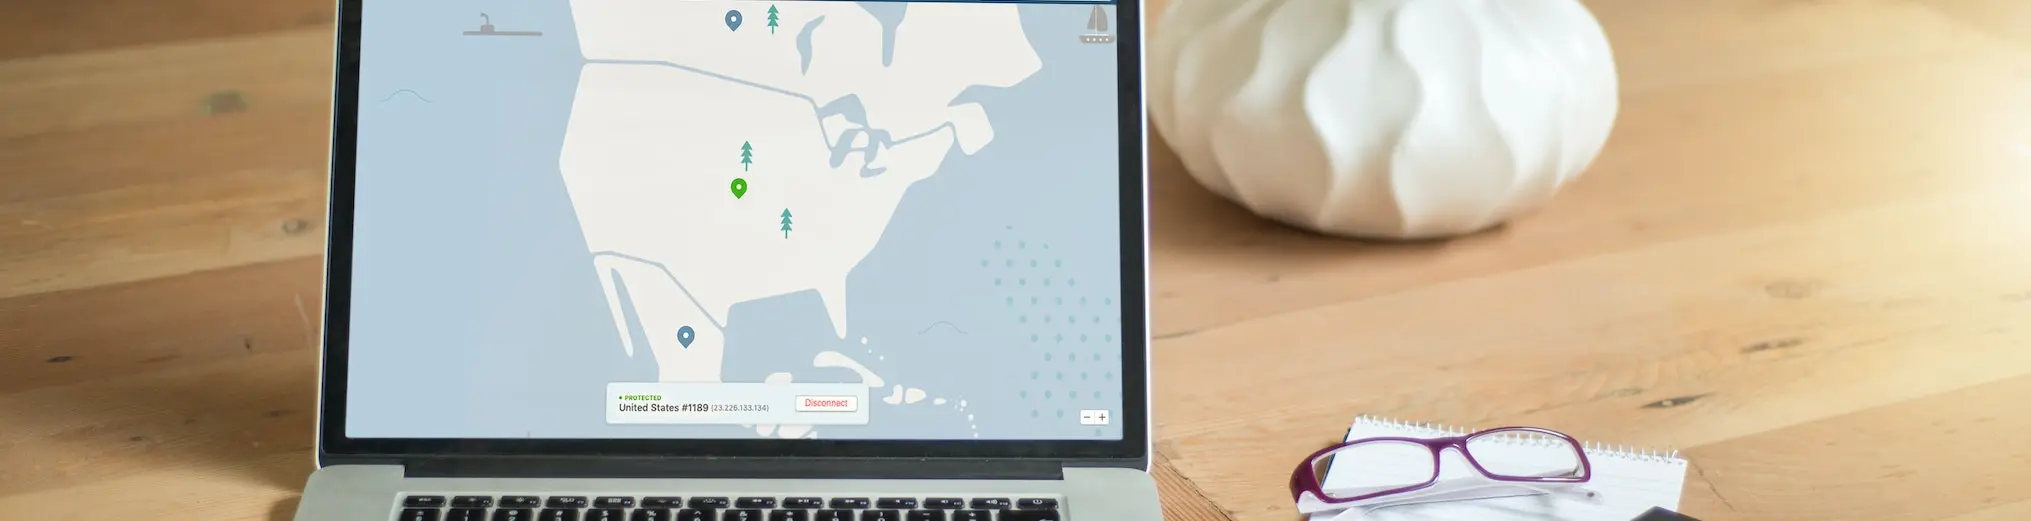 PROTECTED
United States #1189 (23.226.133.134)
Disconnect
− +